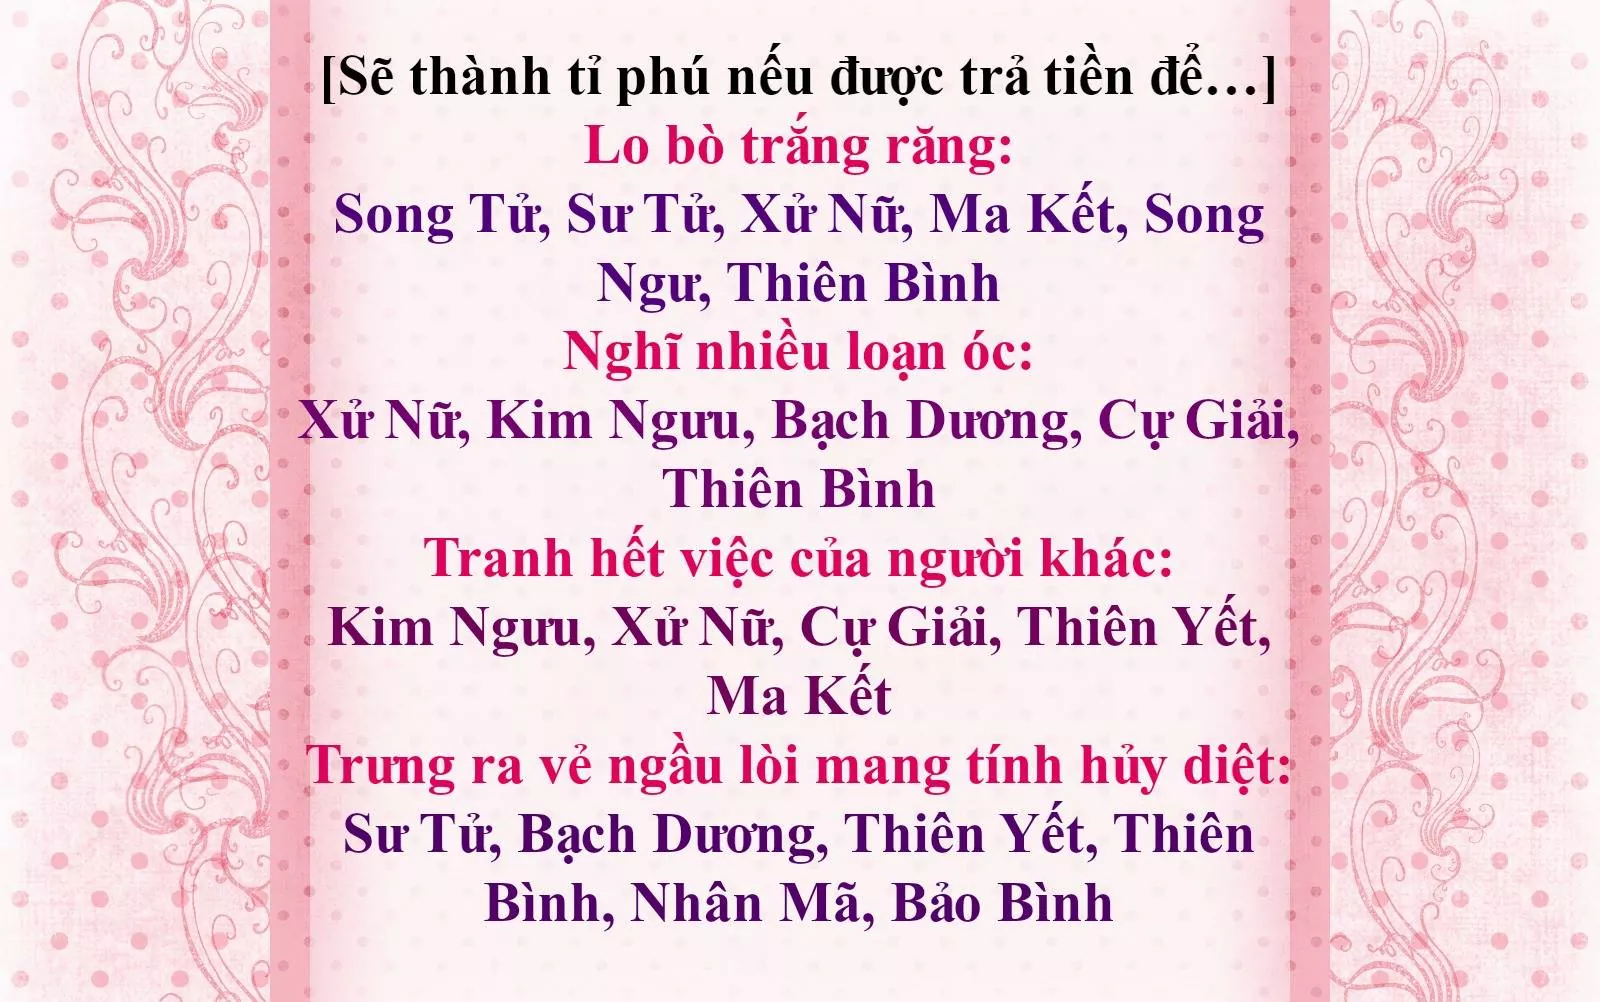 [Sẽ thành tỉ phú nếu được trả tiền để…]
Lo bò trắng răng:
Song Tử, Sư Tử, Xử Nữ, Ma Kết, Song
Ngư, Thiên Bình
Nghĩ nhiều loạn óc:
Xử Nữ, Kim Ngưu, Bạch Dương, Cự Giải,
Thiên Bình
Tranh hết việc của người khác:
Kim Ngưu, Xử Nữ, Cự Giải, Thiên Yết,
Ma Kết
Trưng ra vẻ ngầu lòi mang tính hủy diệt:
Sư Tử, Bạch Dương, Thiên Yết, Thiên
Bình, Nhân Mã, Bảo Bình